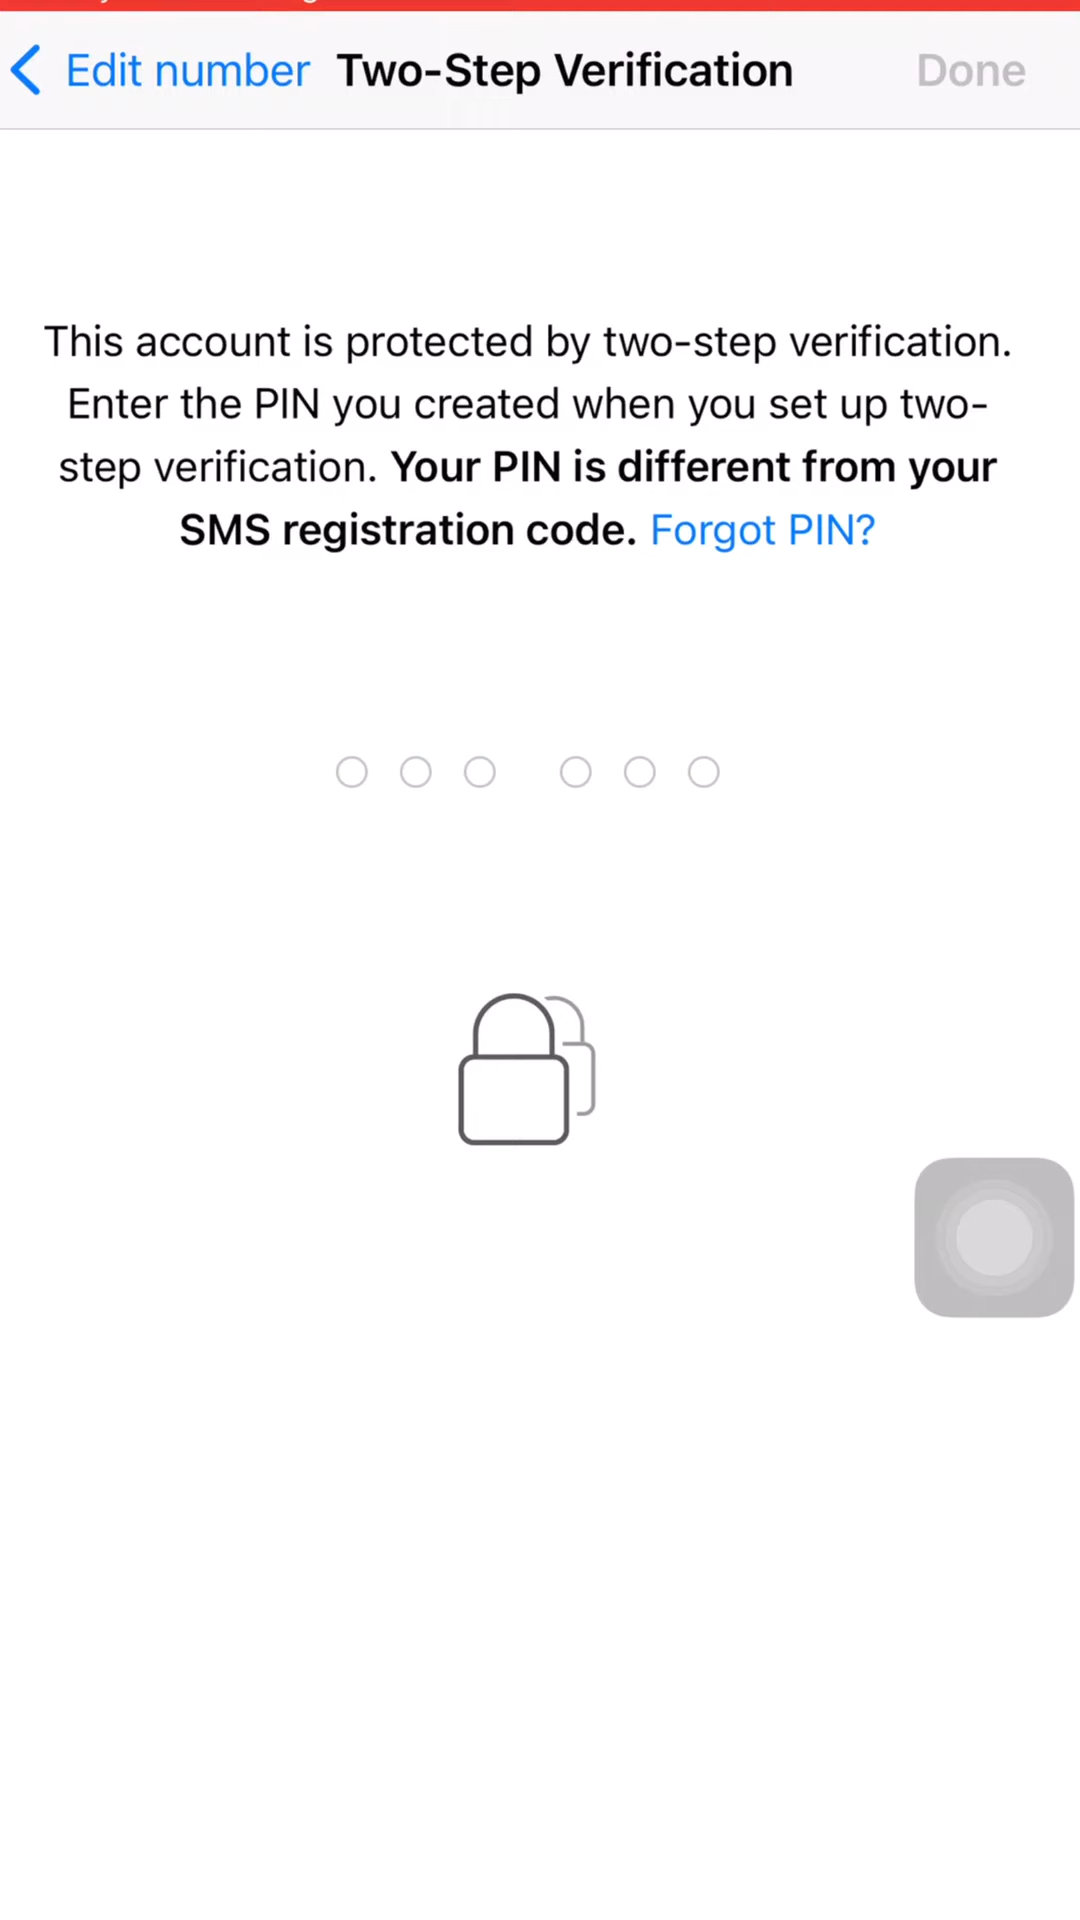 Edit number Two-Step Verification Done
This account is protected by two-step verification.
Enter the PIN you created when you set up two-
step verification. Your PIN is different from your
SMS registration code. Forgot PIN?